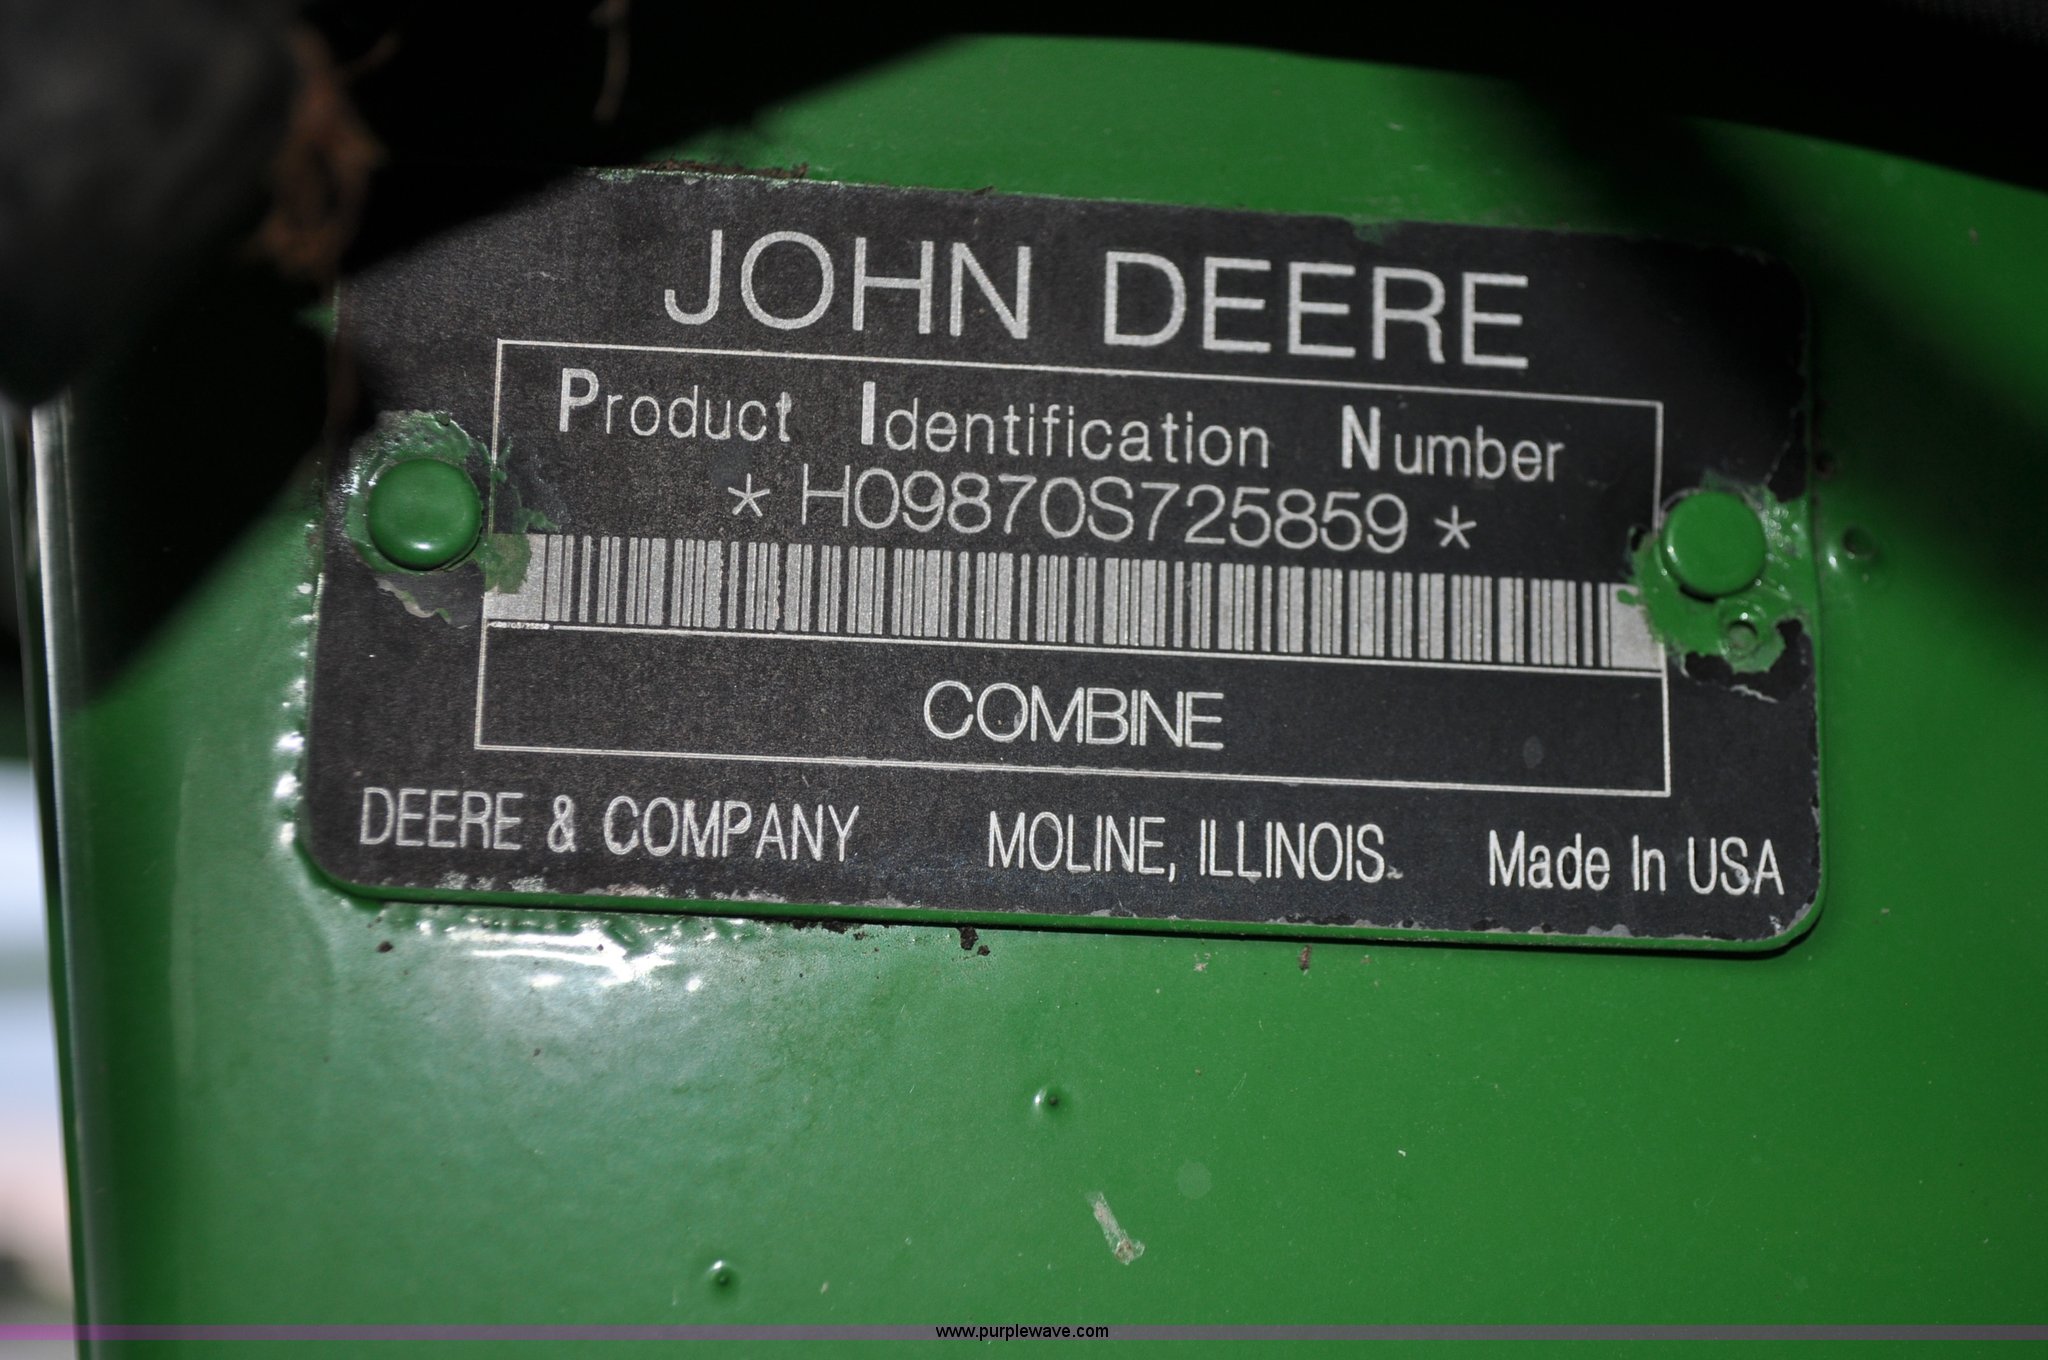 JOHN DEERE
Product Identification Number
* H09870S725859 *
COMBINE
DEERE & COMPANY MOLINE, ILLINOIS. Made In USA
www.purplewave.com